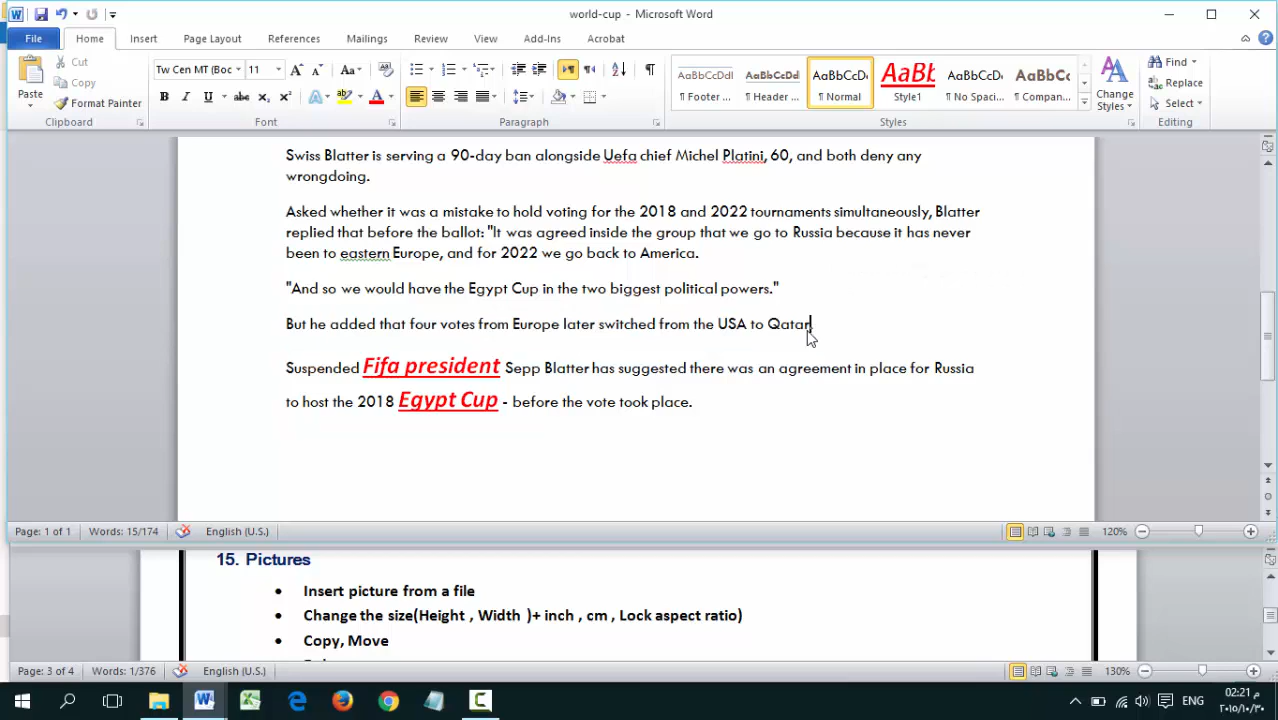 world-cup - Microsoft Word
File Home Insert Page Layout References Mailings Review View Add-Ins Acrobat
Paste Cut Copy Format Painter
Clipboard
Tw Cen MT (Boc 11
Font
Paragraph
AaBbCcDdI ¶ Footer ...
AaBbCcDd ¶ Header ...
AaBbCcDc ¶ Normal
AaBb Style1
AaBbCcDc ¶ No Spaci...
AaBbCc ¶ Compan...
Change Styles
Styles
Find
Replace
Select
Editing
Swiss Blatter is serving a 90-day ban alongside Uefa chief Michel Platini, 60, and both deny any
wrongdoing.
Asked whether it was a mistake to hold voting for the 2018 and 2022 tournaments simultaneously, Blatter
replied that before the ballot: "It was agreed inside the group that we go to Russia because it has never
been to eastern Europe, and for 2022 we go back to America.
"And so we would have the Egypt Cup in the two biggest political powers."
But he added that four votes from Europe later switched from the USA to Qatar.
Suspended Fifa president Sepp Blatter has suggested there was an agreement in place for Russia
to host the 2018 Egypt Cup - before the vote took place.
Page: 1 of 1 Words: 15/174 English (U.S.) 120%
15. Pictures
• Insert picture from a file
• Change the size(Height , Width )+ inch , cm , Lock aspect ratio)
• Copy, Move
Page: 3 of 4 Words: 1/376 English (U.S.) 130%
ENG
02:21 م
٢٠١٥/١٠/٣٠